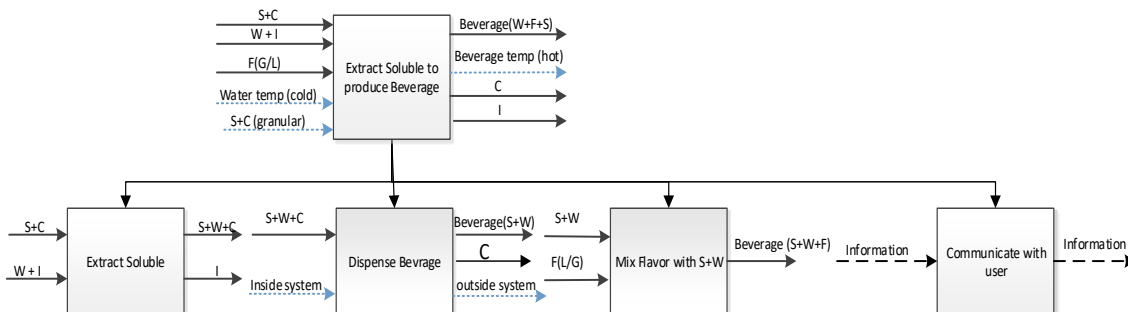 S+C
W + I
F(G/L)
Water temp (cold)
S+C (granular)
Extract Soluble to
produce Beverage
Beverage(W+F+S)
Beverage temp (hot)
C
I
S+C
W + I
Extract Soluble
S+W+C
I
S+W+C
Inside system
Dispense Bevrage
Beverage(S+W)
C
outside system
S+W
F(L/G)
Mix Flavor with S+W
Beverage (S+W+F)
Information
Communicate with
user
Information